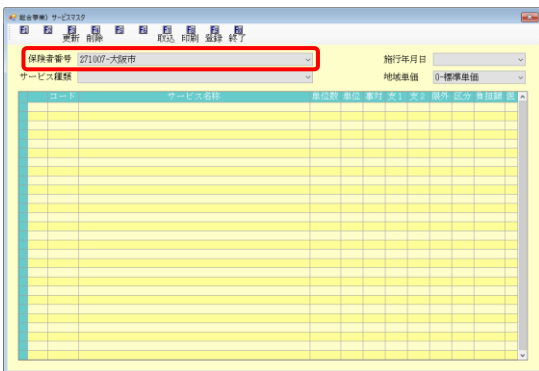 総合事業) サービスマスタ
更新 削除 取込 印刷 登録 終了
保険者番号 271007-大阪市 施行年月日
サービス種類 地域単価 0-標準単価
コード サービス名称 単位数 単位 事対 支1 支2 限外 区分 負担額